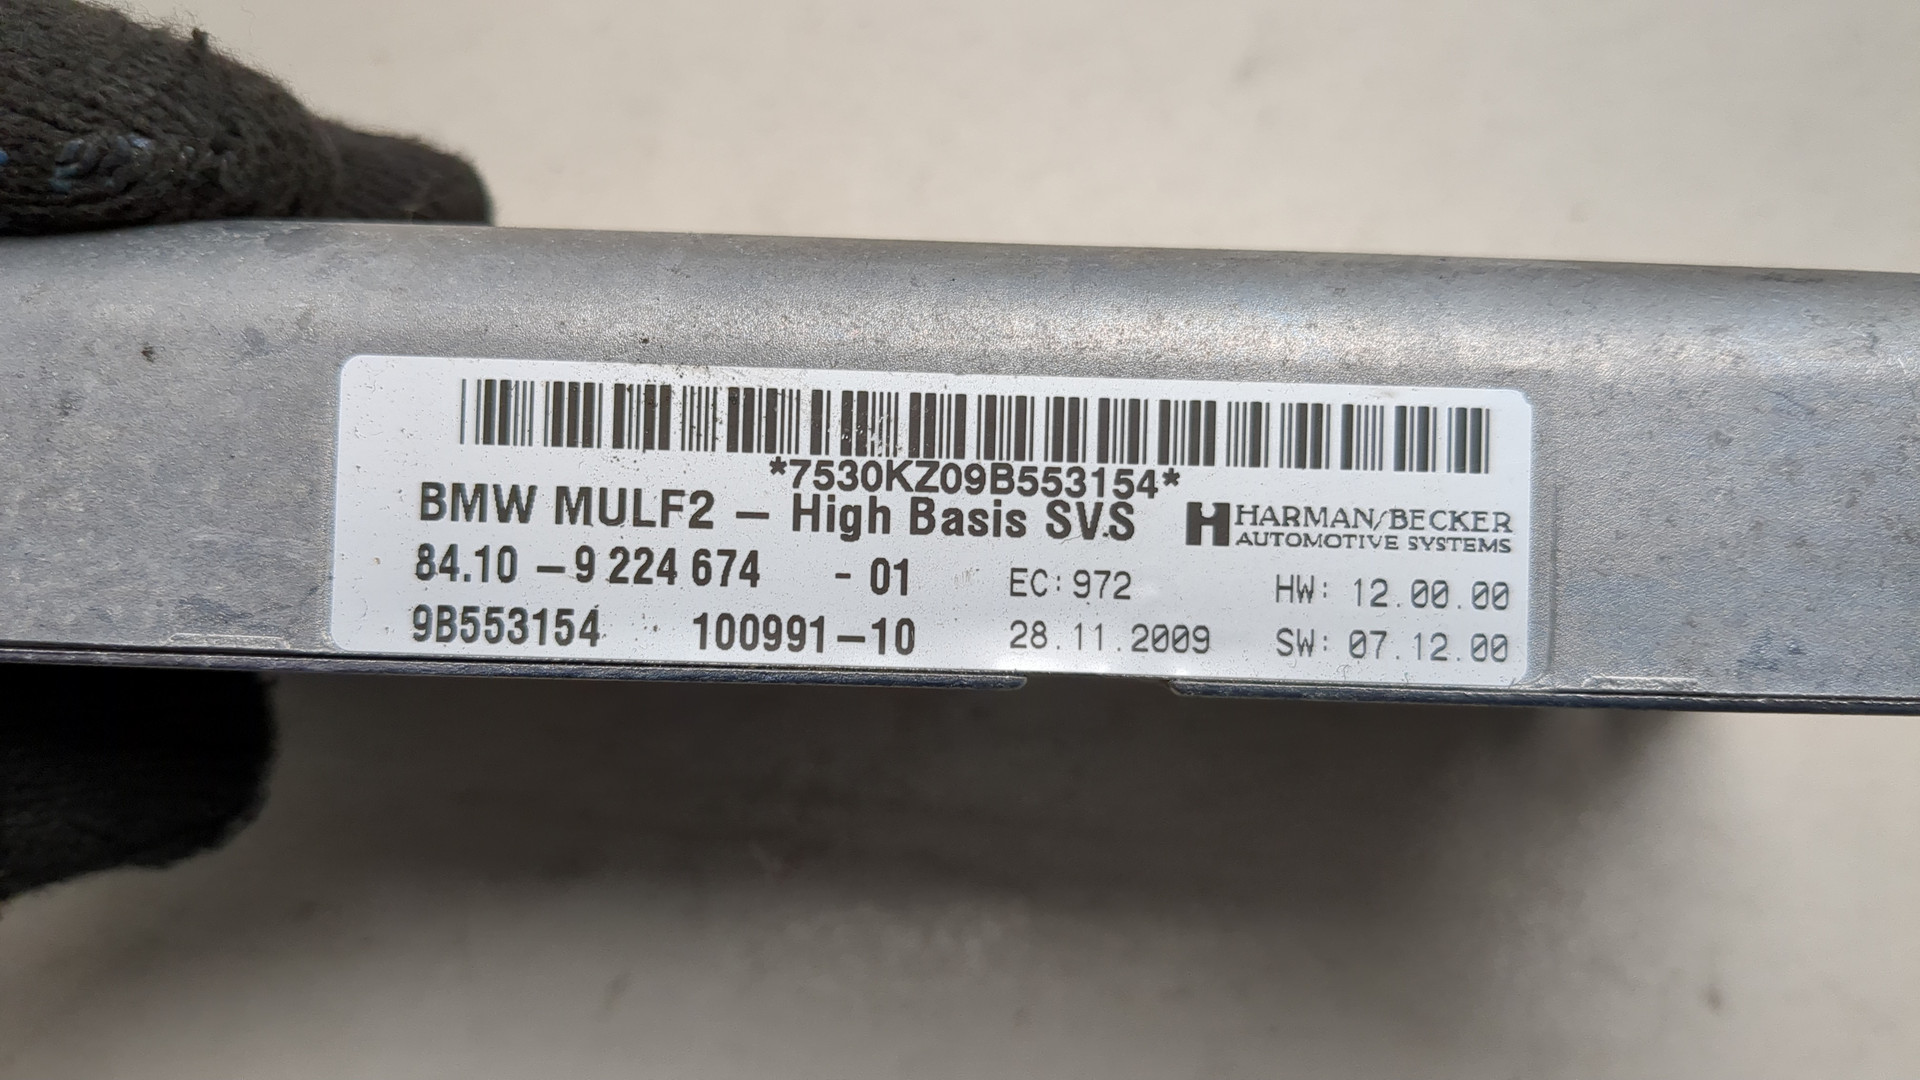 *7530KZ09B553154*
BMW MULF2 – High Basis SVS
HARMAN/BECKER
AUTOMOTIVE SYSTEMS
84.10 – 9 224 674 - 01 EC: 972 HW: 12.00.00
9B553154 100991–10 28.11.2009 SW: 07.12.00